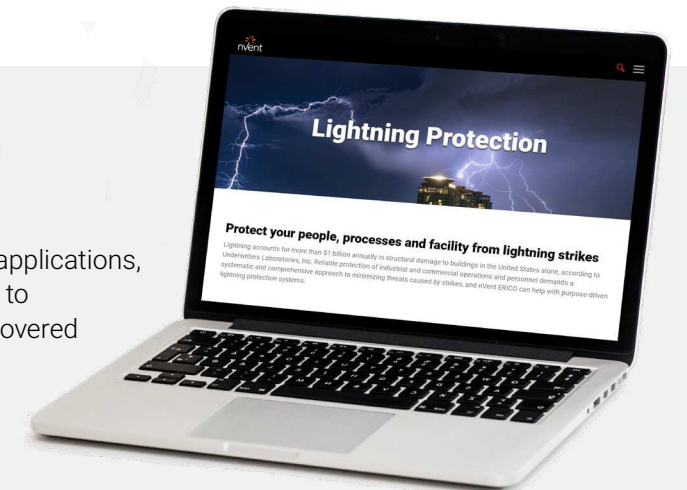 nvent
Lightning Protection
Protect your people, processes and facility from lightning strikes
Lightning accounts for more than $1 billion annually in structural damage to buildings in the United States alone, according to
Underwriters Laboratories, Inc. Reliable protection of industrial and commercial operations and personnel demands a
systematic and comprehensive approach to minimizing threats caused by strikes, and nVent ERICO can help with purpose-driven
lightning protection systems.
applications,
to
overed